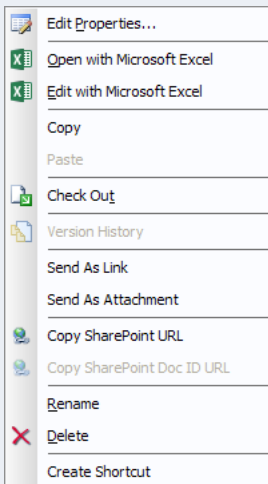 Edit Properties...
Open with Microsoft Excel
Edit with Microsoft Excel
Copy
Paste
Check Out
Version History
Send As Link
Send As Attachment
Copy SharePoint URL
Copy SharePoint Doc ID URL
Rename
Delete
Create Shortcut